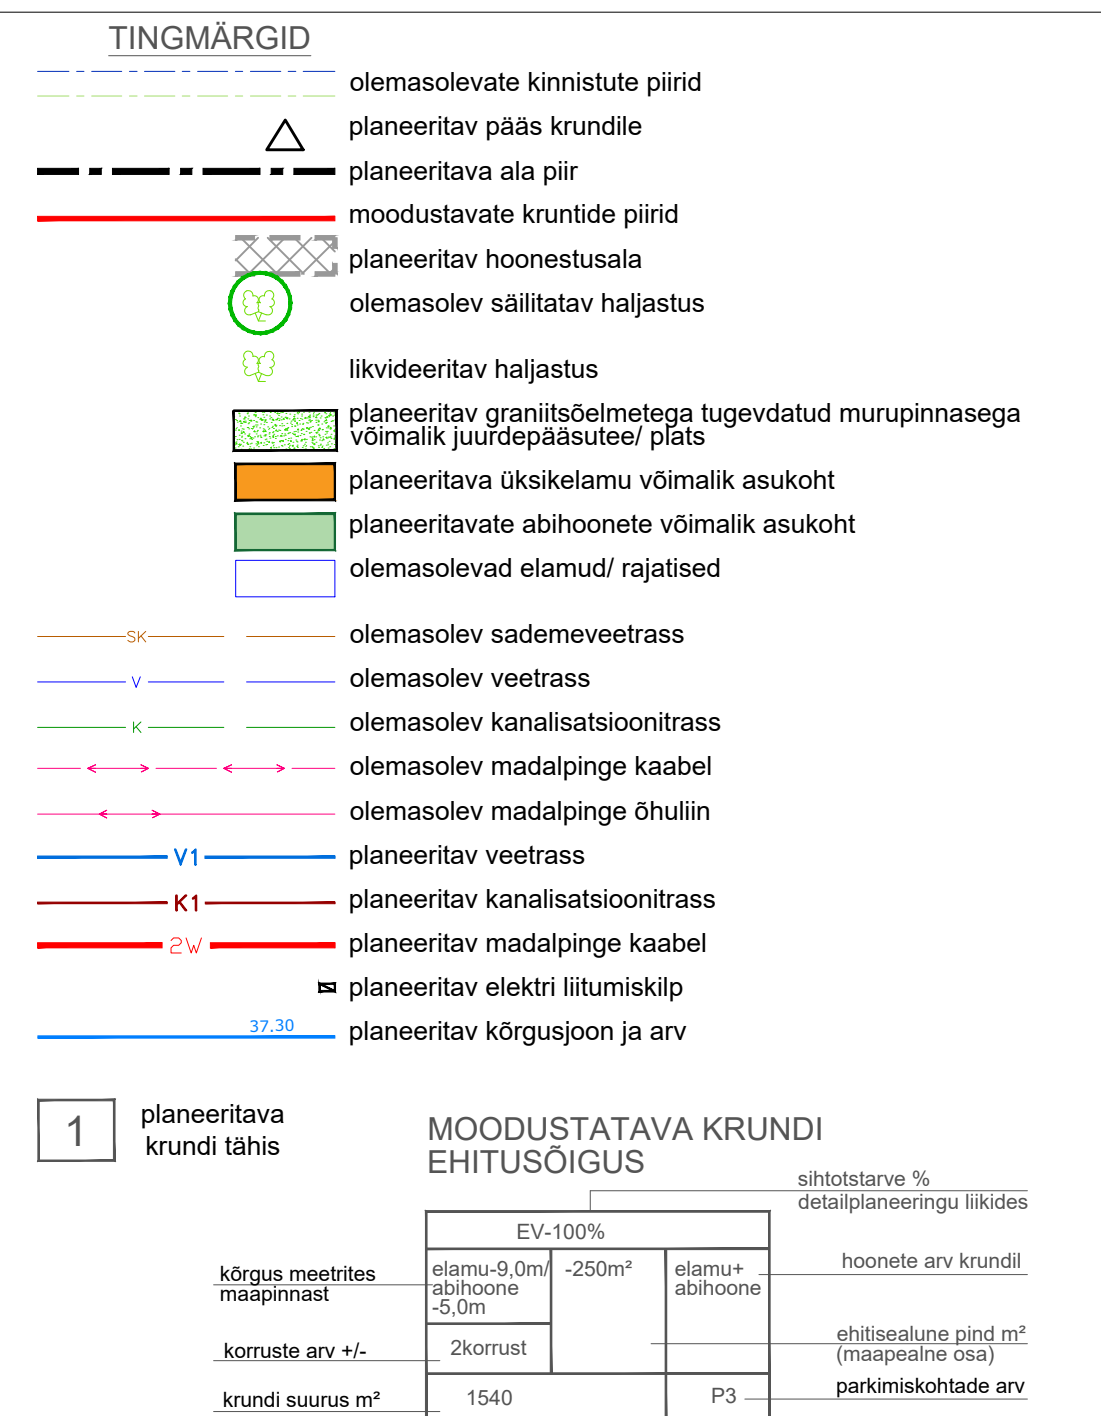 TINGMÄRGID
olemasolevate kinnistute piirid
planeeritav pääs krundile
planeeritava ala piir
moodustavate kruntide piirid
planeeritav hoonestusala
olemasolev säilitatav haljastus
likvideeritav haljastus
planeeritav graniitsõelmetega tugevdatud murupinnasega
võimalik juurdepääsutee/ plats
planeeritava üksikelamu võimalik asukoht
planeeritavate abihoonete võimalik asukoht
olemasolevad elamud/ rajatised
SK olemasolev sademeveetrass
V olemasolev veetrass
K olemasolev kanalisatsioonitrass
olemasolev madalpinge kaabel
olemasolev madalpinge õhuliin
V1 planeeritav veetrass
K1 planeeritav kanalisatsioonitrass
2W planeeritav madalpinge kaabel
planeeritav elektri liitumiskilp
37.30 planeeritav kõrgusjoon ja arv
1
planeeritava
krundi tähis
MOODUSTATAVA KRUNDI
EHITUSÕIGUS
sihtotstarve %
detailplaneeringu liikides
EV-100%
kõrgus meetrites
maapinnast
elamu-9,0m/
abihoone
-5,0m
-250m²
elamu+
abihoone
hoonete arv krundil
korruste arv +/-
2korrust
ehitisealune pind m²
(maapealne osa)
krundi suurus m²
1540
P3
parkimiskohtade arv